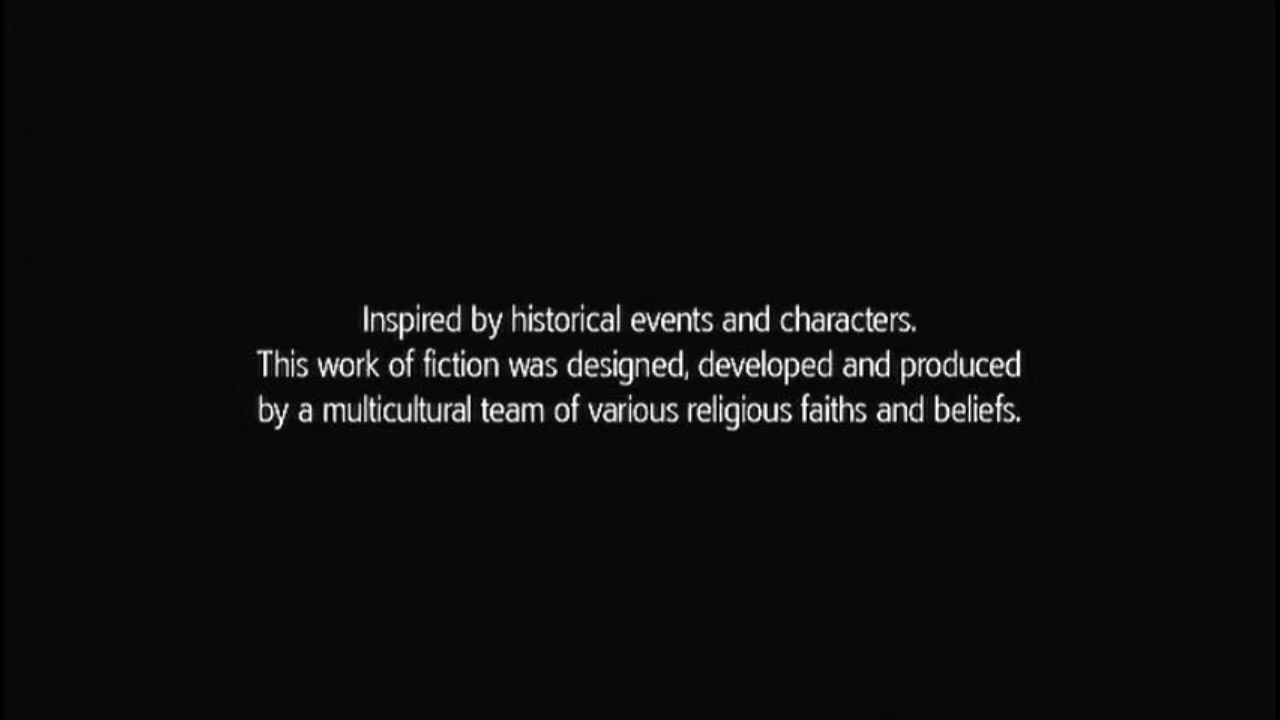 Inspired by historical events and characters.
This work of fiction was designed, developed and produced
by a multicultural team of various religious faiths and beliefs.